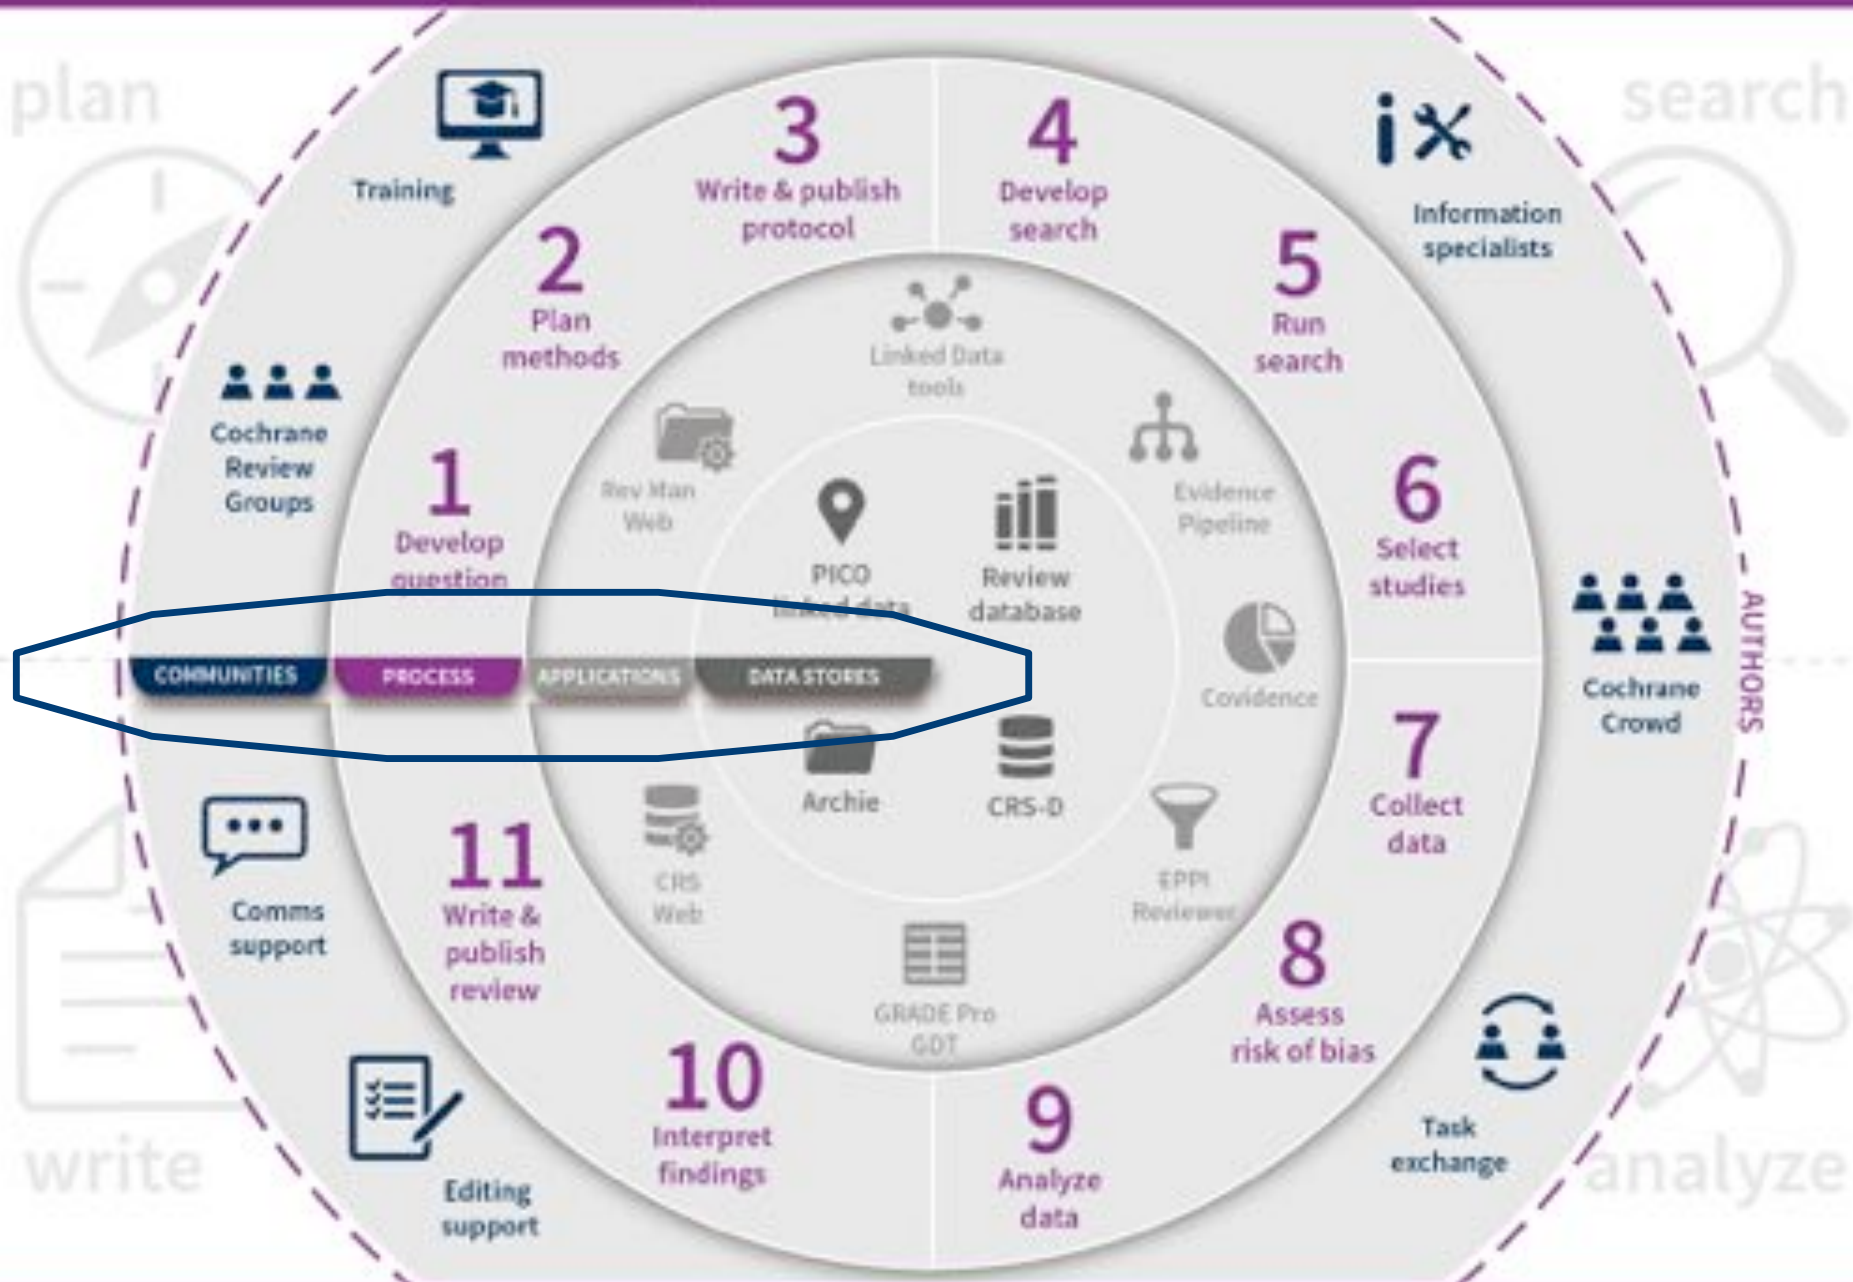 plan
search
Training
3
Write & publish
protocol
4
Develop
search
Information
specialists
2
Plan
methods
5
Run
search
Linked Data
tools
Cochrane
Review
Groups
1
Develop
question
Rev Man
Web
Evidence
Pipeline
6
Select
studies
PICO
linked data
Review
database
COMMUNITIES
PROCESS
APPLICATIONS
DATA STORES
Covidence
Cochrane
Crowd
AUTHORS
7
Collect
data
Archie
CRS-D
Comms
support
11
Write &
publish
review
CRS
Web
EPPI
Reviewer
8
Assess
risk of bias
GRADE Pro
GDT
10
Interpret
findings
9
Analyze
data
Task
exchange
Editing
support
write
analyze